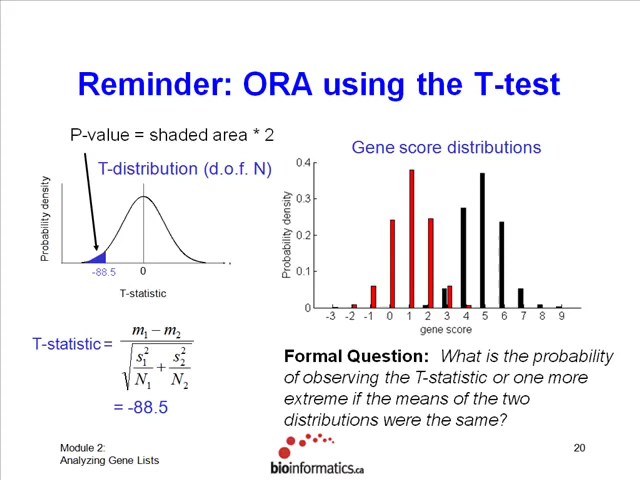 Reminder: ORA using the T-test
P-value = shaded area * 2
T-distribution (d.o.f. N)
Probability density
-88.5
0
T-statistic
T-statistic =
m1 – m2
s1^2
N1
+
s2^2
N2
= -88.5
Gene score distributions
Probability density
0.4
0.3
0.2
0.1
0
-3 -2 -1 0 1 2 3 4 5 6 7 8 9
gene score
Formal Question: What is the probability
of observing the T-statistic or one more
extreme if the means of the two
distributions were the same?
Module 2:
Analyzing Gene Lists
bioinformatics.ca
20